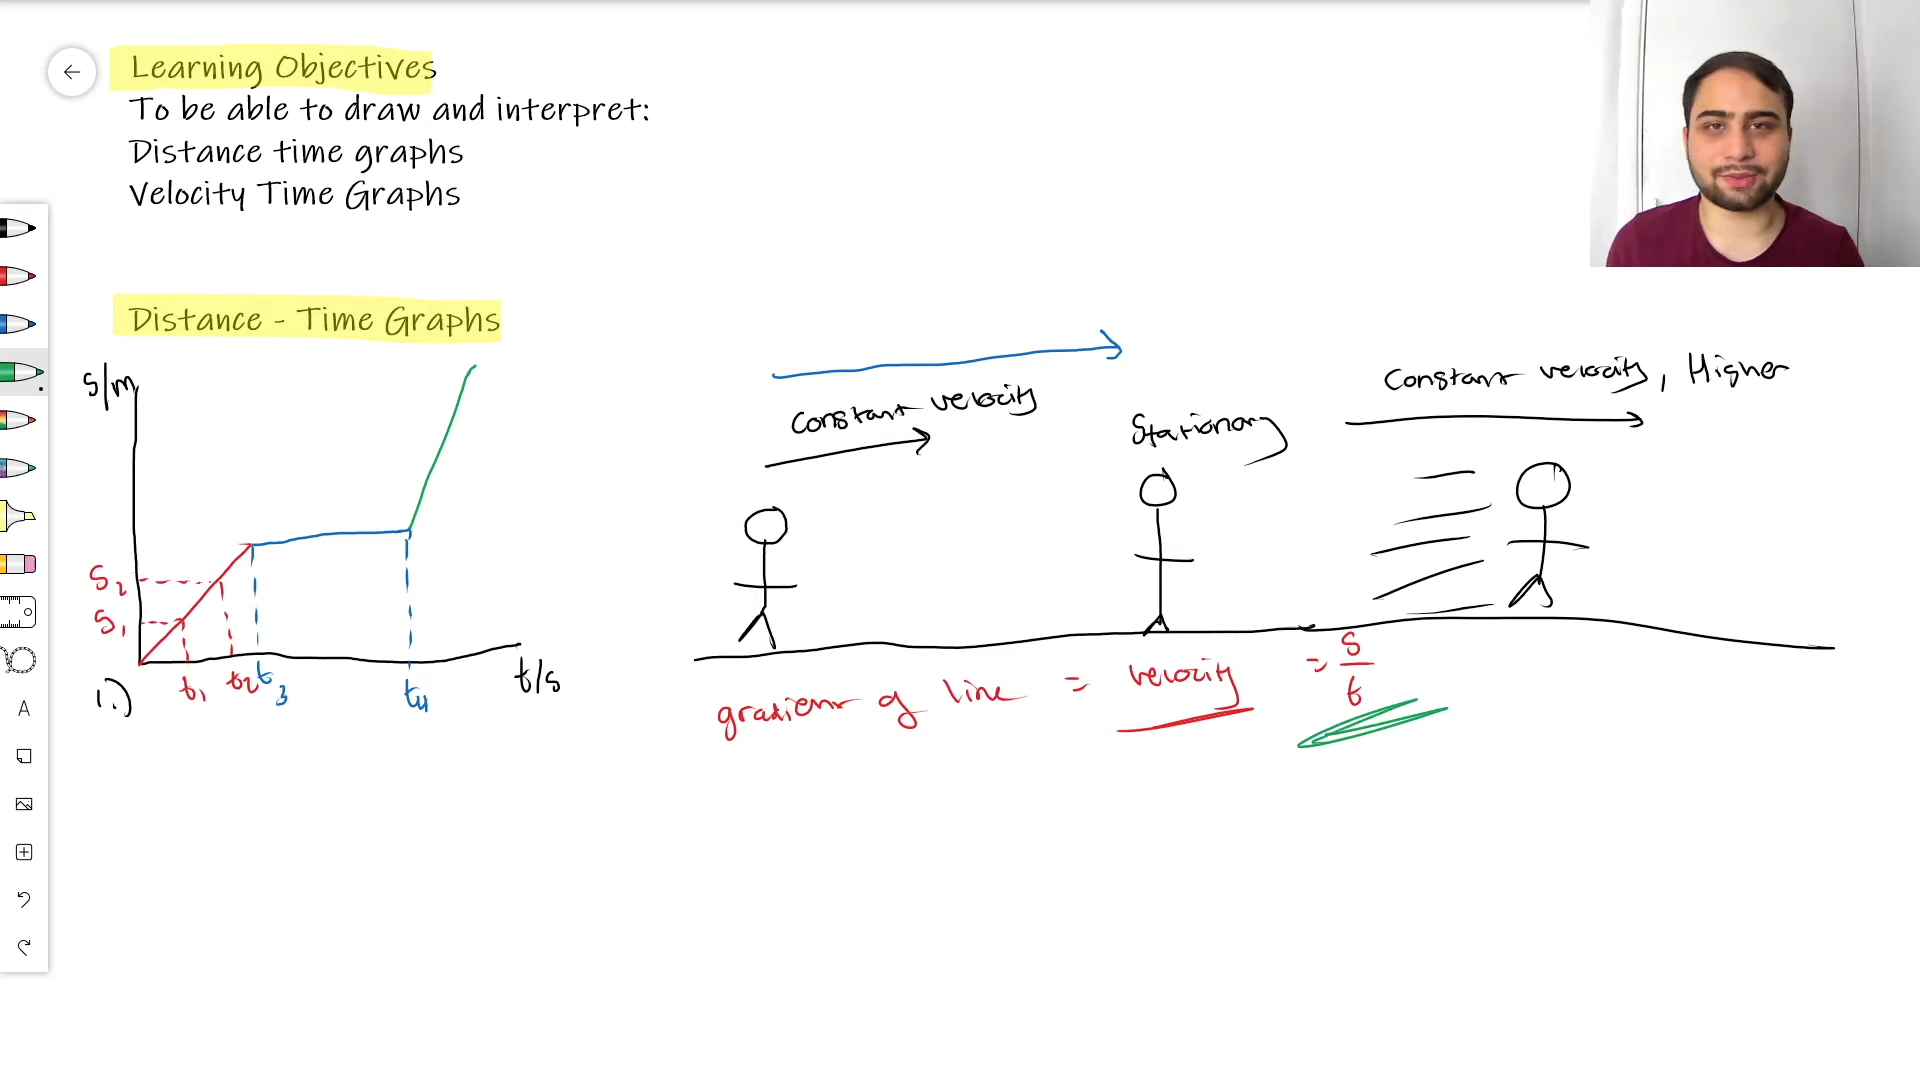 Learning Objectives
To be able to draw and interpret:
Distance time graphs
Velocity Time Graphs
Distance - Time Graphs
s/m
S2
S1
t1
t2
t3
t4
t/s
1.)
Constant velocity
Stationary
Constant velocity, Higher
gradient of line = velocity = s/t
A